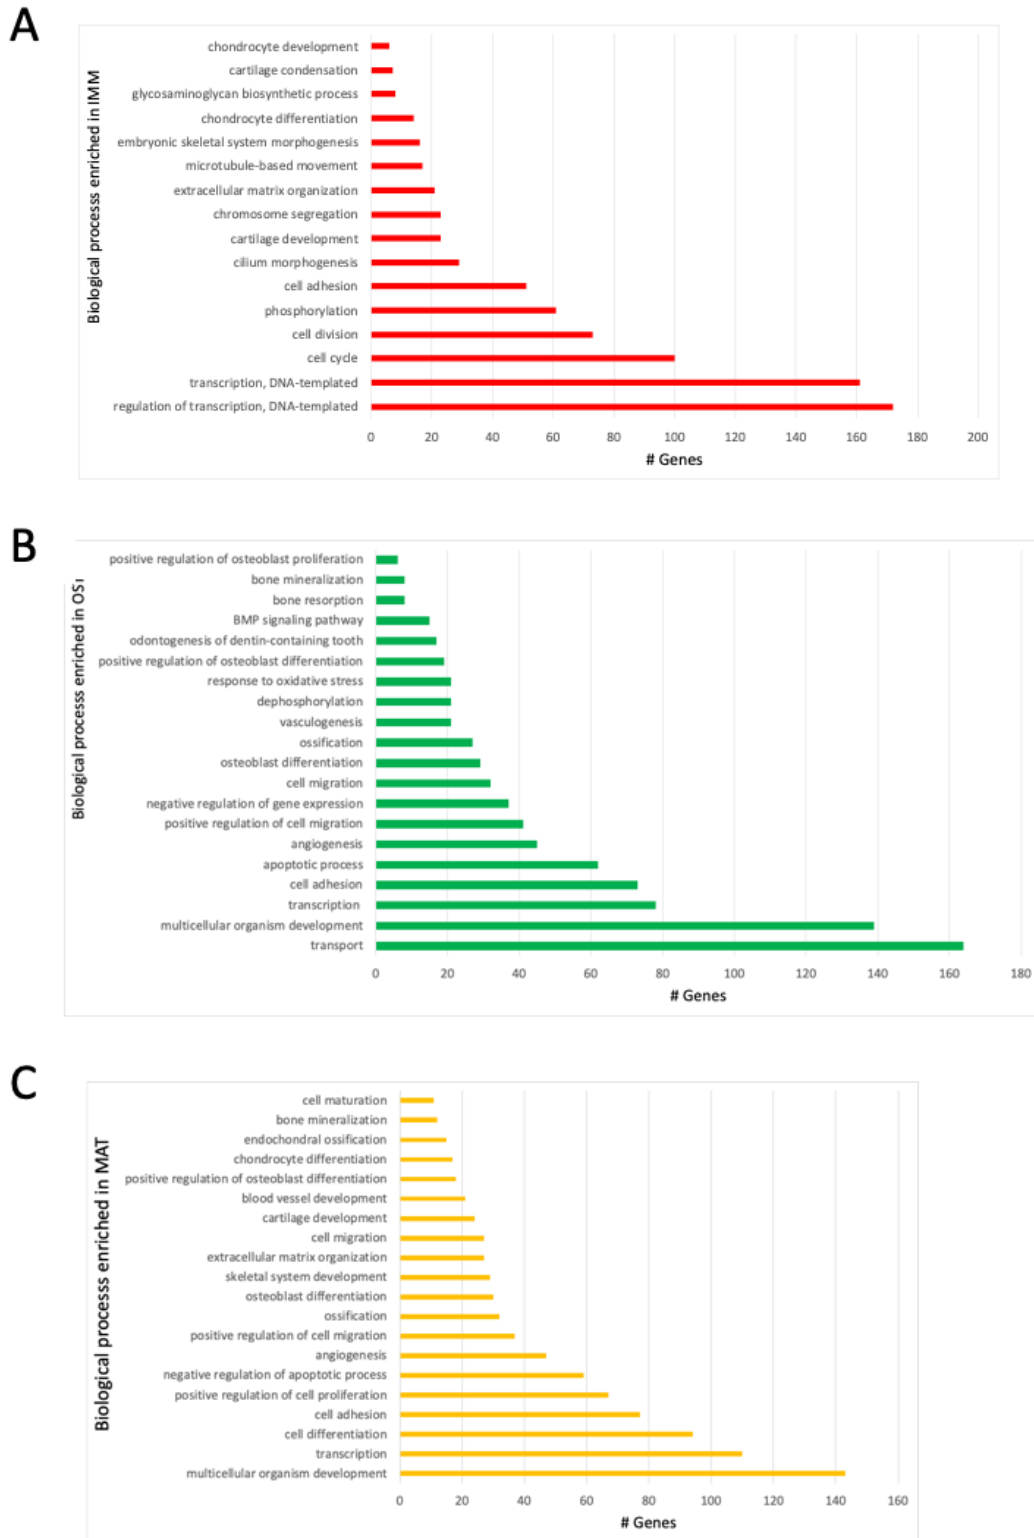 A
Biological processs enriched in IMM
chondrocyte development
cartilage condensation
glycosaminoglycan biosynthetic process
chondrocyte differentiation
embryonic skeletal system morphogenesis
microtubule-based movement
extracellular matrix organization
chromosome segregation
cartilage development
cilium morphogenesis
cell adhesion
phosphorylation
cell division
cell cycle
transcription, DNA-templated
regulation of transcription, DNA-templated
0 20 40 60 80 100 120 140 160 180 200
# Genes
B
Biological processs enriched in OSI
positive regulation of osteoblast proliferation
bone mineralization
bone resorption
BMP signaling pathway
odontogenesis of dentin-containing tooth
positive regulation of osteoblast differentiation
response to oxidative stress
dephosphorylation
vasculogenesis
ossification
osteoblast differentiation
cell migration
negative regulation of gene expression
positive regulation of cell migration
angiogenesis
apoptotic process
cell adhesion
transcription
multicellular organism development
transport
0 20 40 60 80 100 120 140 160 180
# Genes
C
Biological processs enriched in MAT
cell maturation
bone mineralization
endochondral ossification
chondrocyte differentiation
positive regulation of osteoblast differentiation
blood vessel development
cartilage development
cell migration
extracellular matrix organization
skeletal system development
osteoblast differentiation
ossification
positive regulation of cell migration
angiogenesis
negative regulation of apoptotic process
positive regulation of cell proliferation
cell adhesion
cell differentiation
transcription
multicellular organism development
0 20 40 60 80 100 120 140 160
# Genes